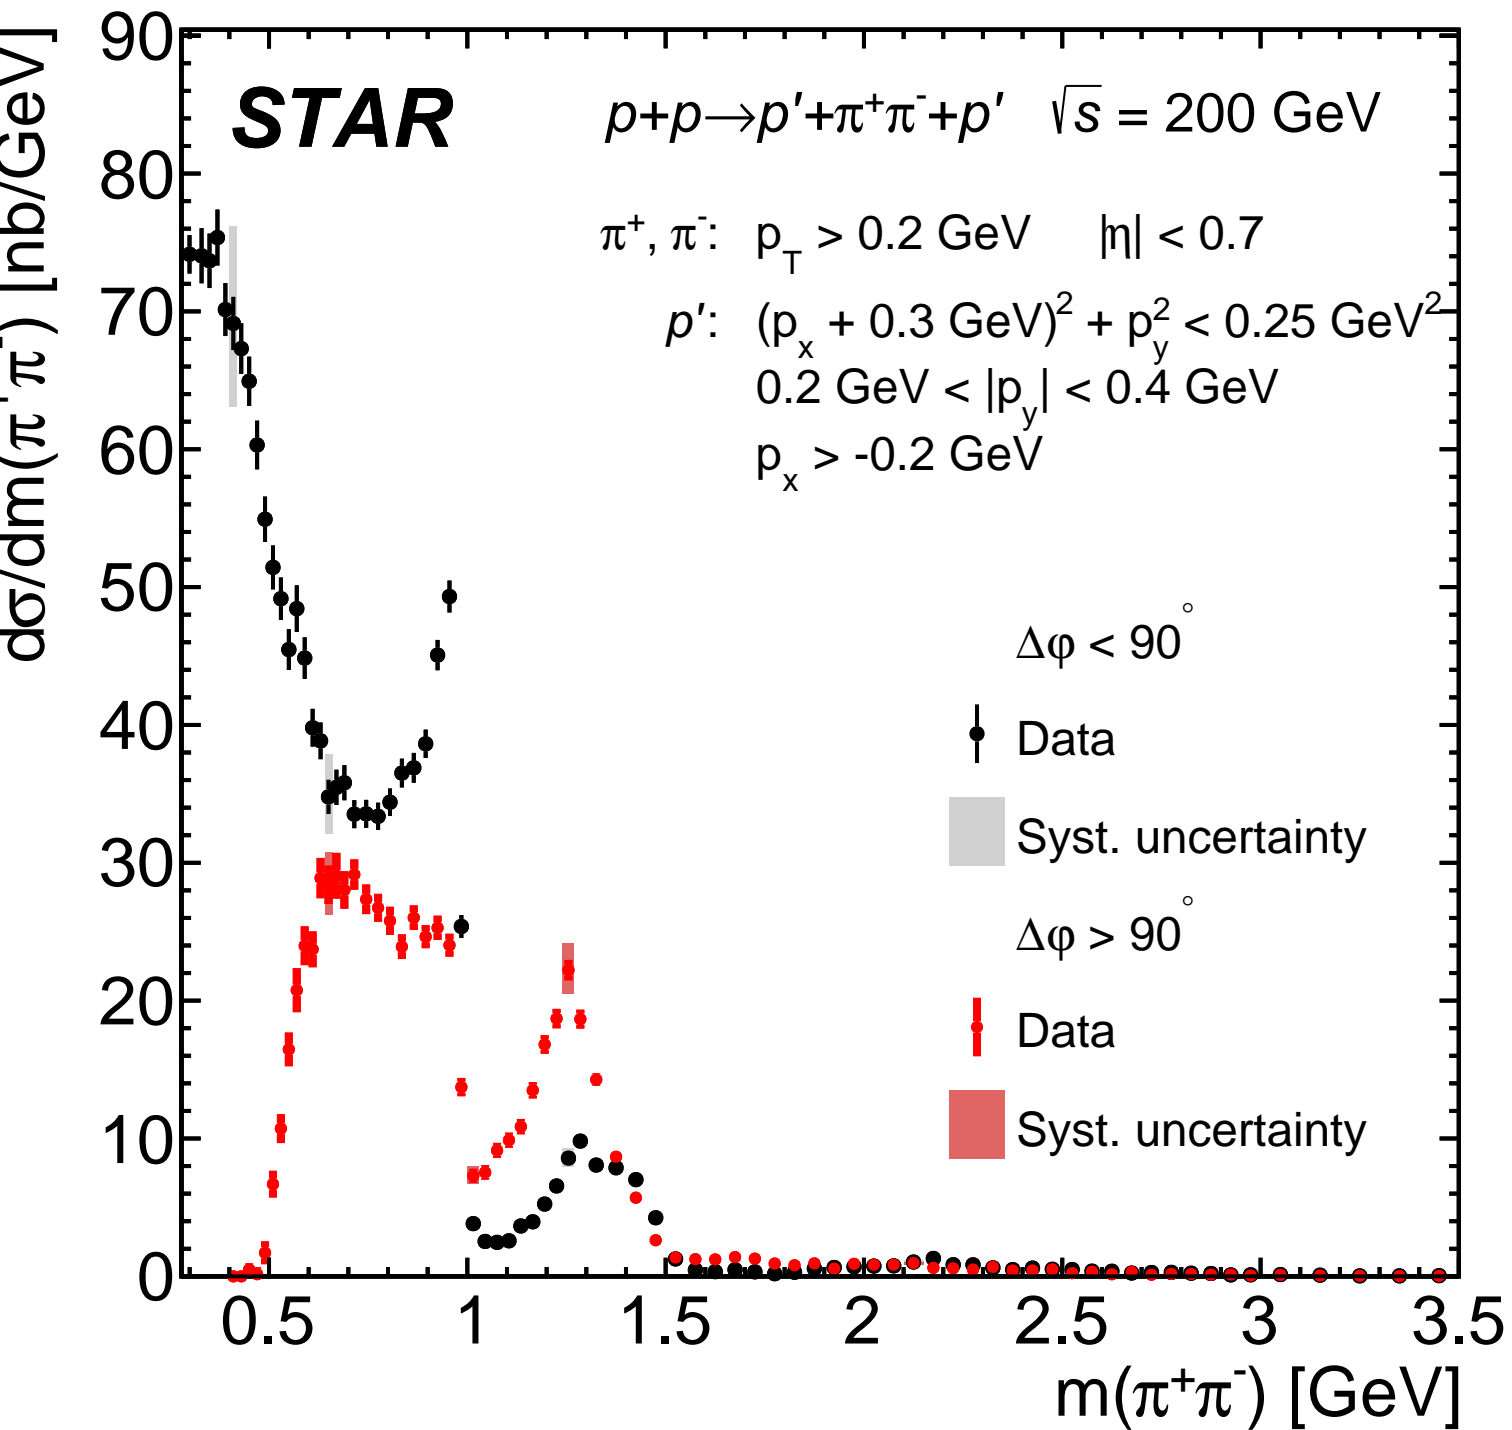 STAR p+p→p′+π⁺π⁻+p′ √s = 200 GeV
π⁺, π⁻: p_T > 0.2 GeV |η| < 0.7
p′: (p_x + 0.3 GeV)² + p_y² < 0.25 GeV²
0.2 GeV < |p_y| < 0.4 GeV
p_x > -0.2 GeV
Δφ < 90°
Data
Syst. uncertainty
Δφ > 90°
Data
Syst. uncertainty
dσ/dm(π⁺π⁻) [nb/GeV]
90
80
70
60
50
40
30
20
10
0
0.5 1 1.5 2 2.5 3 3.5
m(π⁺π⁻) [GeV]